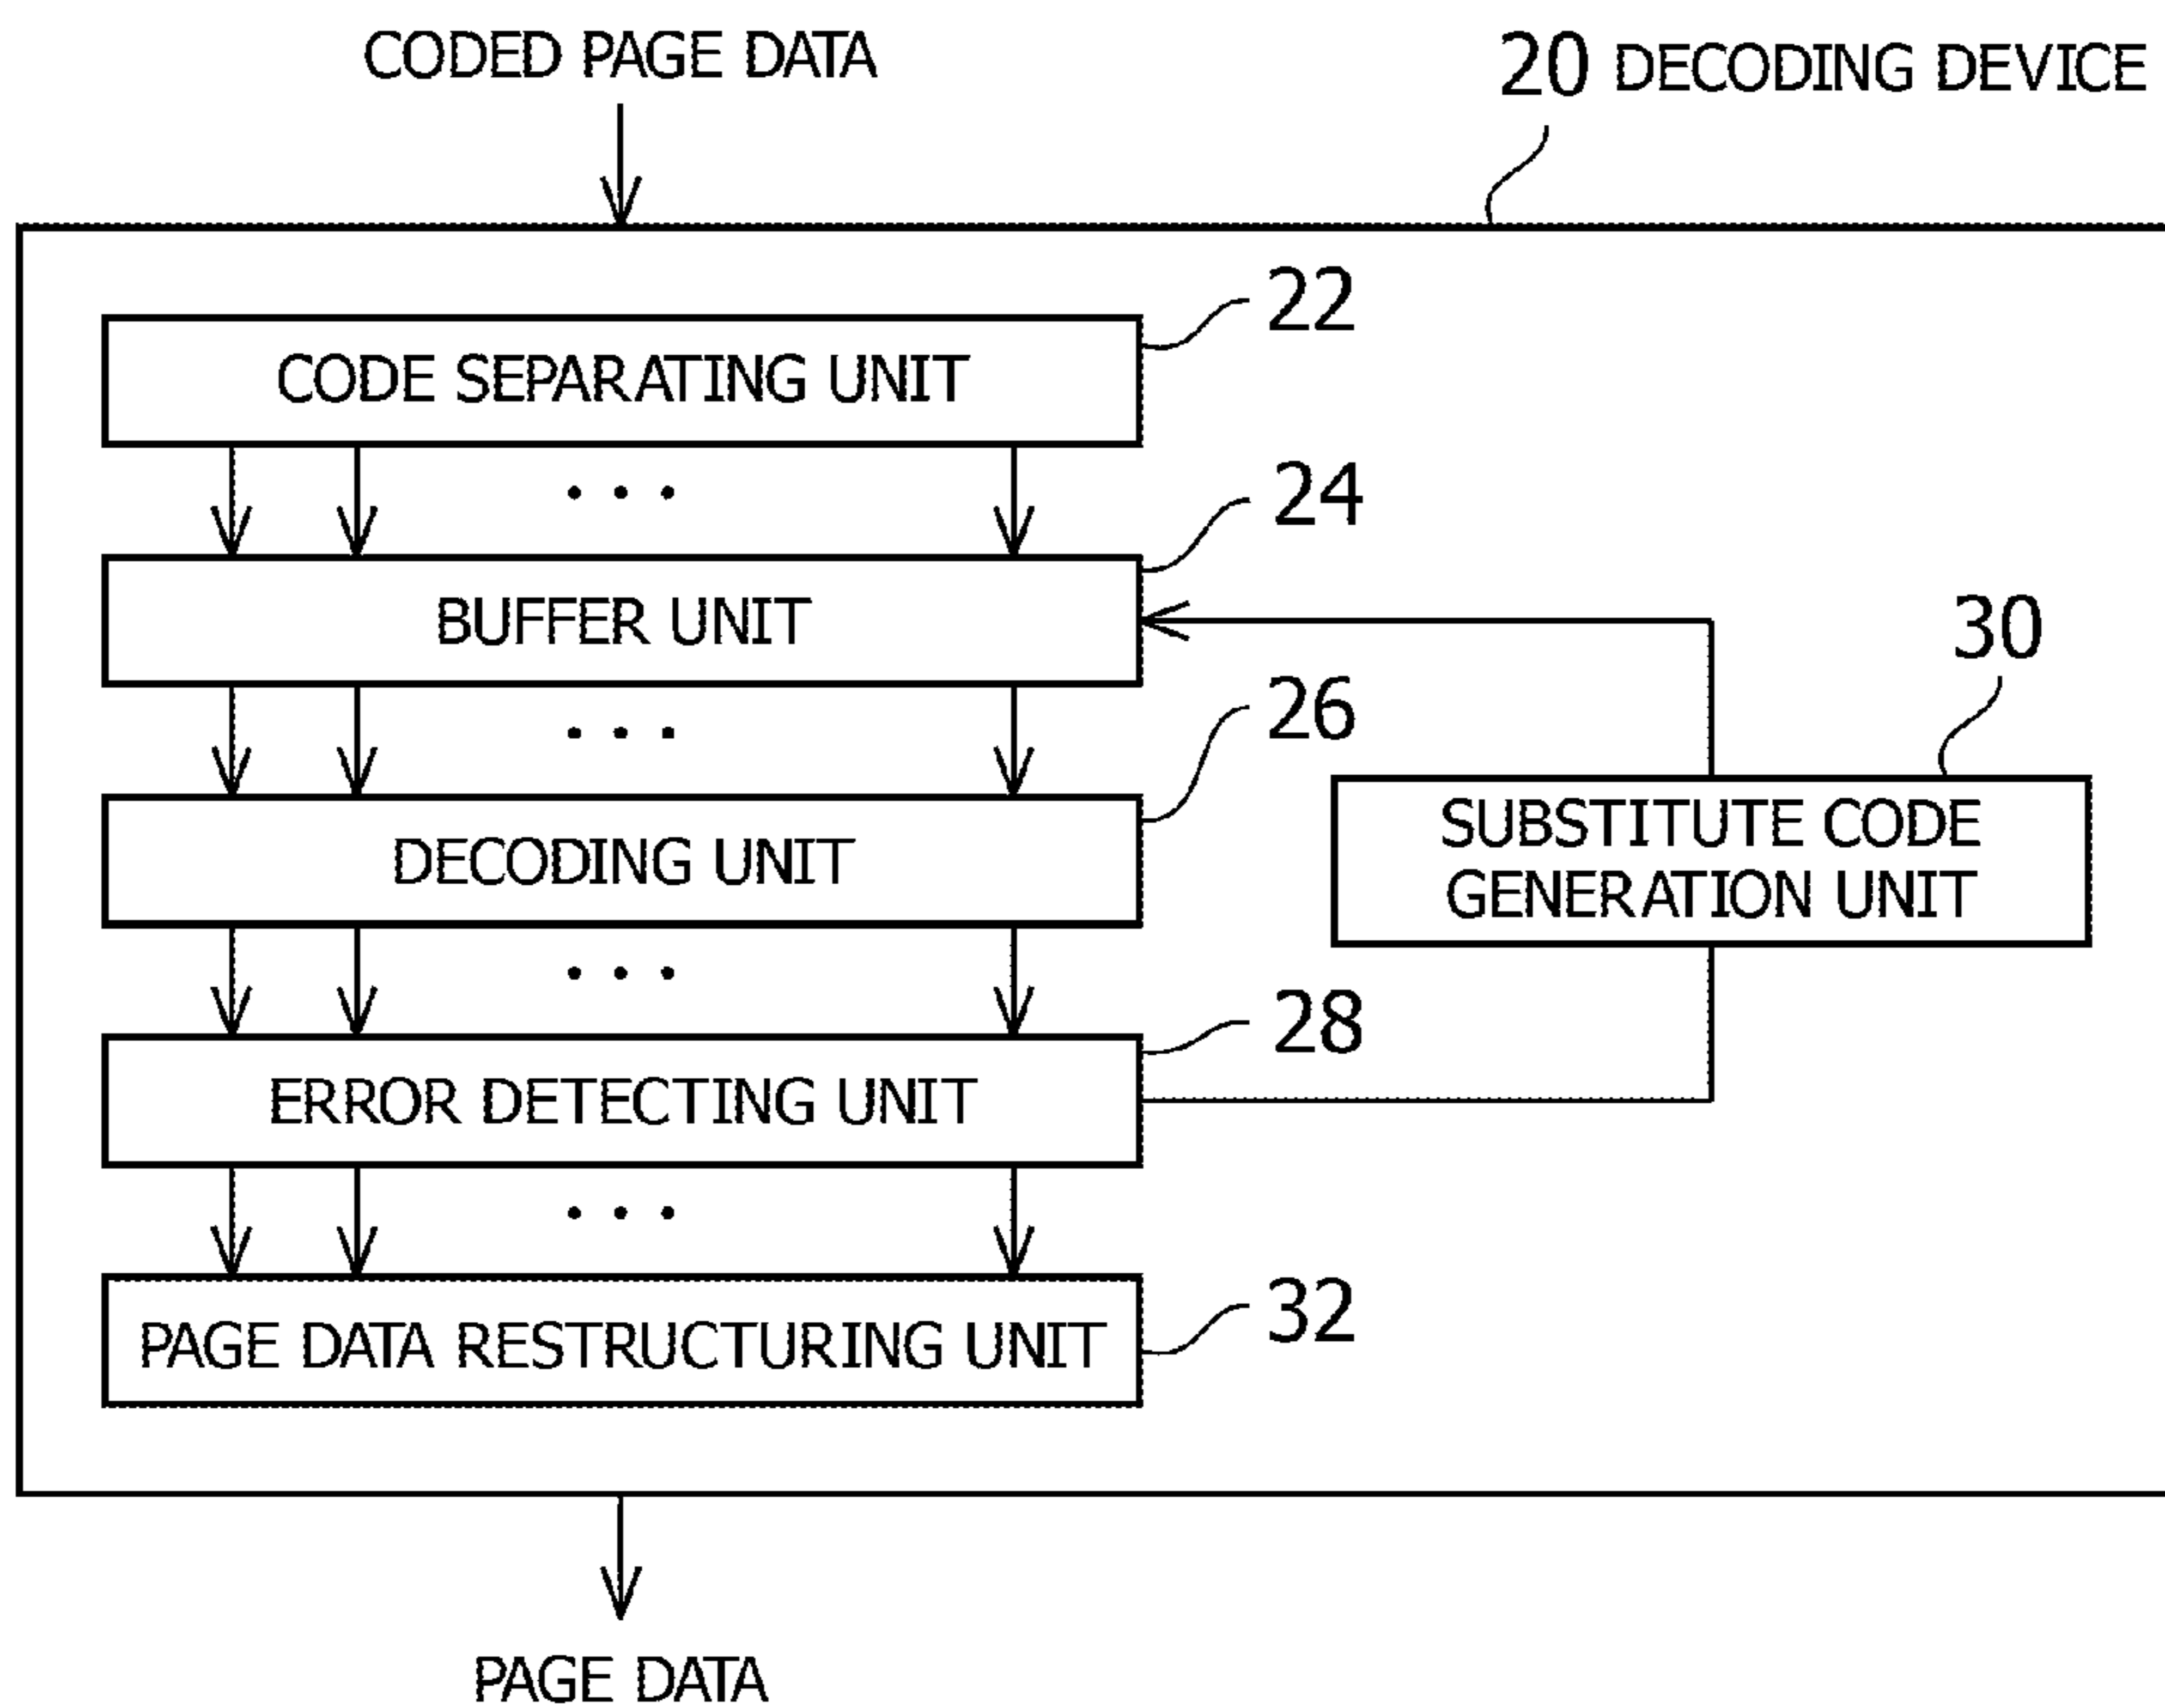 CODED PAGE DATA
20 DECODING DEVICE
22
CODE SEPARATING UNIT
. . .
24
BUFFER UNIT
30
26
. . .
SUBSTITUTE CODE
GENERATION UNIT
DECODING UNIT
. . .
28
ERROR DETECTING UNIT
. . .
32
PAGE DATA RESTRUCTURING UNIT
PAGE DATA